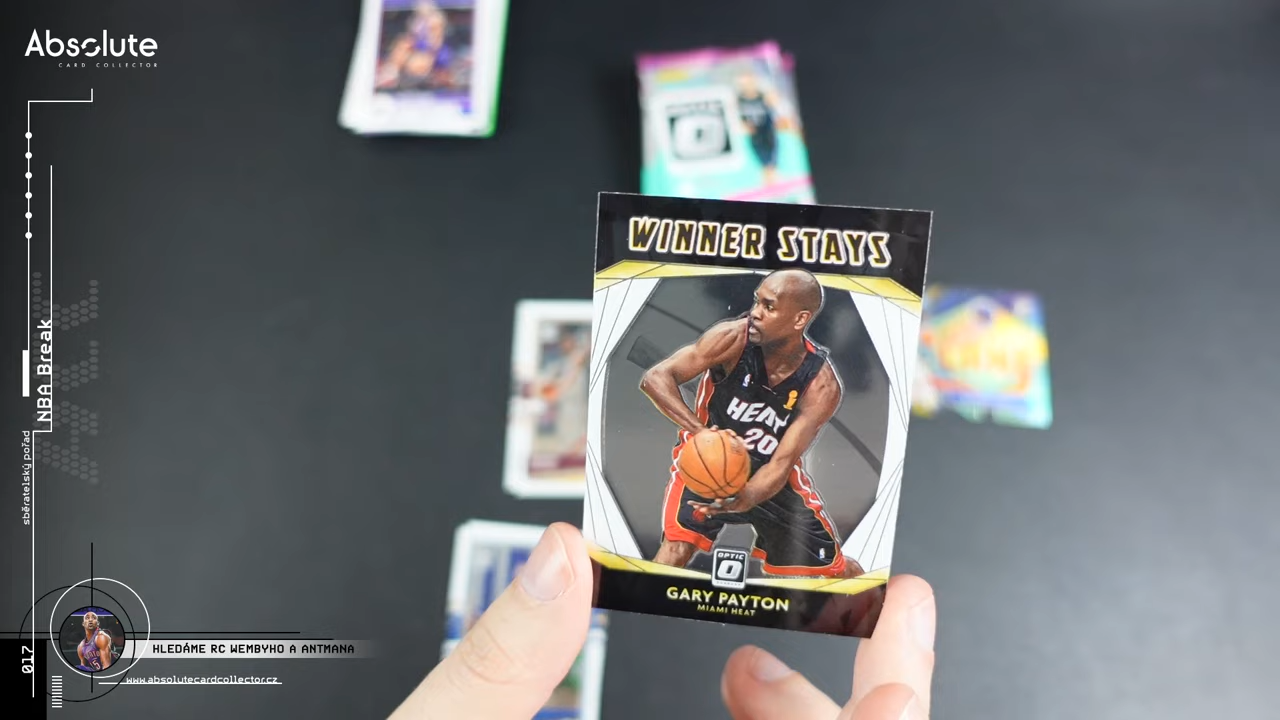 Absolute
CARD COLLECTOR
NBA Break
sběratelský pořad
017
HLEDÁME RC WEMBYHO A ANTMANA
www.absolutecardcollector.cz
WINNER STAYS
HEAT
20
OPTIC
GARY PAYTON
MIAMI HEAT